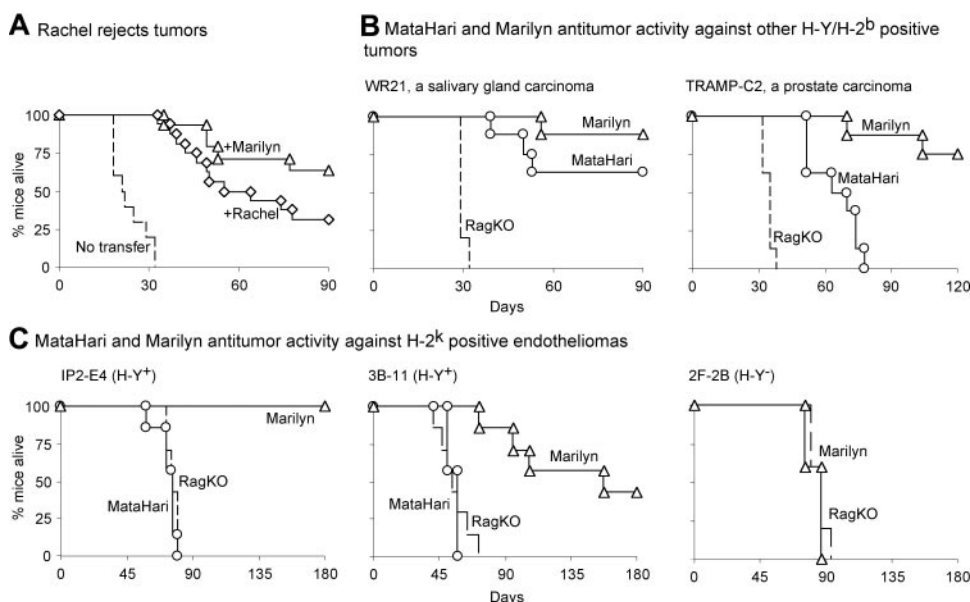 A Rachel rejects tumors
B MataHari and Marilyn antitumor activity against other H-Y/H-2ᵇ positive
tumors
WR21, a salivary gland carcinoma
TRAMP-C2, a prostate carcinoma
% mice alive
100
75
50
25
0
+Marilyn
+Rachel
No transfer
0 30 60 90
Marilyn
MataHari
RagKO
0 30 60 90
Marilyn
MataHari
RagKO
0 30 60 90 120
Days
C MataHari and Marilyn antitumor activity against H-2ᵏ positive endotheliomas
IP2-E4 (H-Y⁺)
3B-11 (H-Y⁺)
2F-2B (H-Y⁻)
% mice alive
100
75
50
25
0
Marilyn
RagKO
MataHari
0 45 90 135 180
Marilyn
MataHari
RagKO
0 45 90 135 180
Marilyn
RagKO
0 45 90 135 180
Days